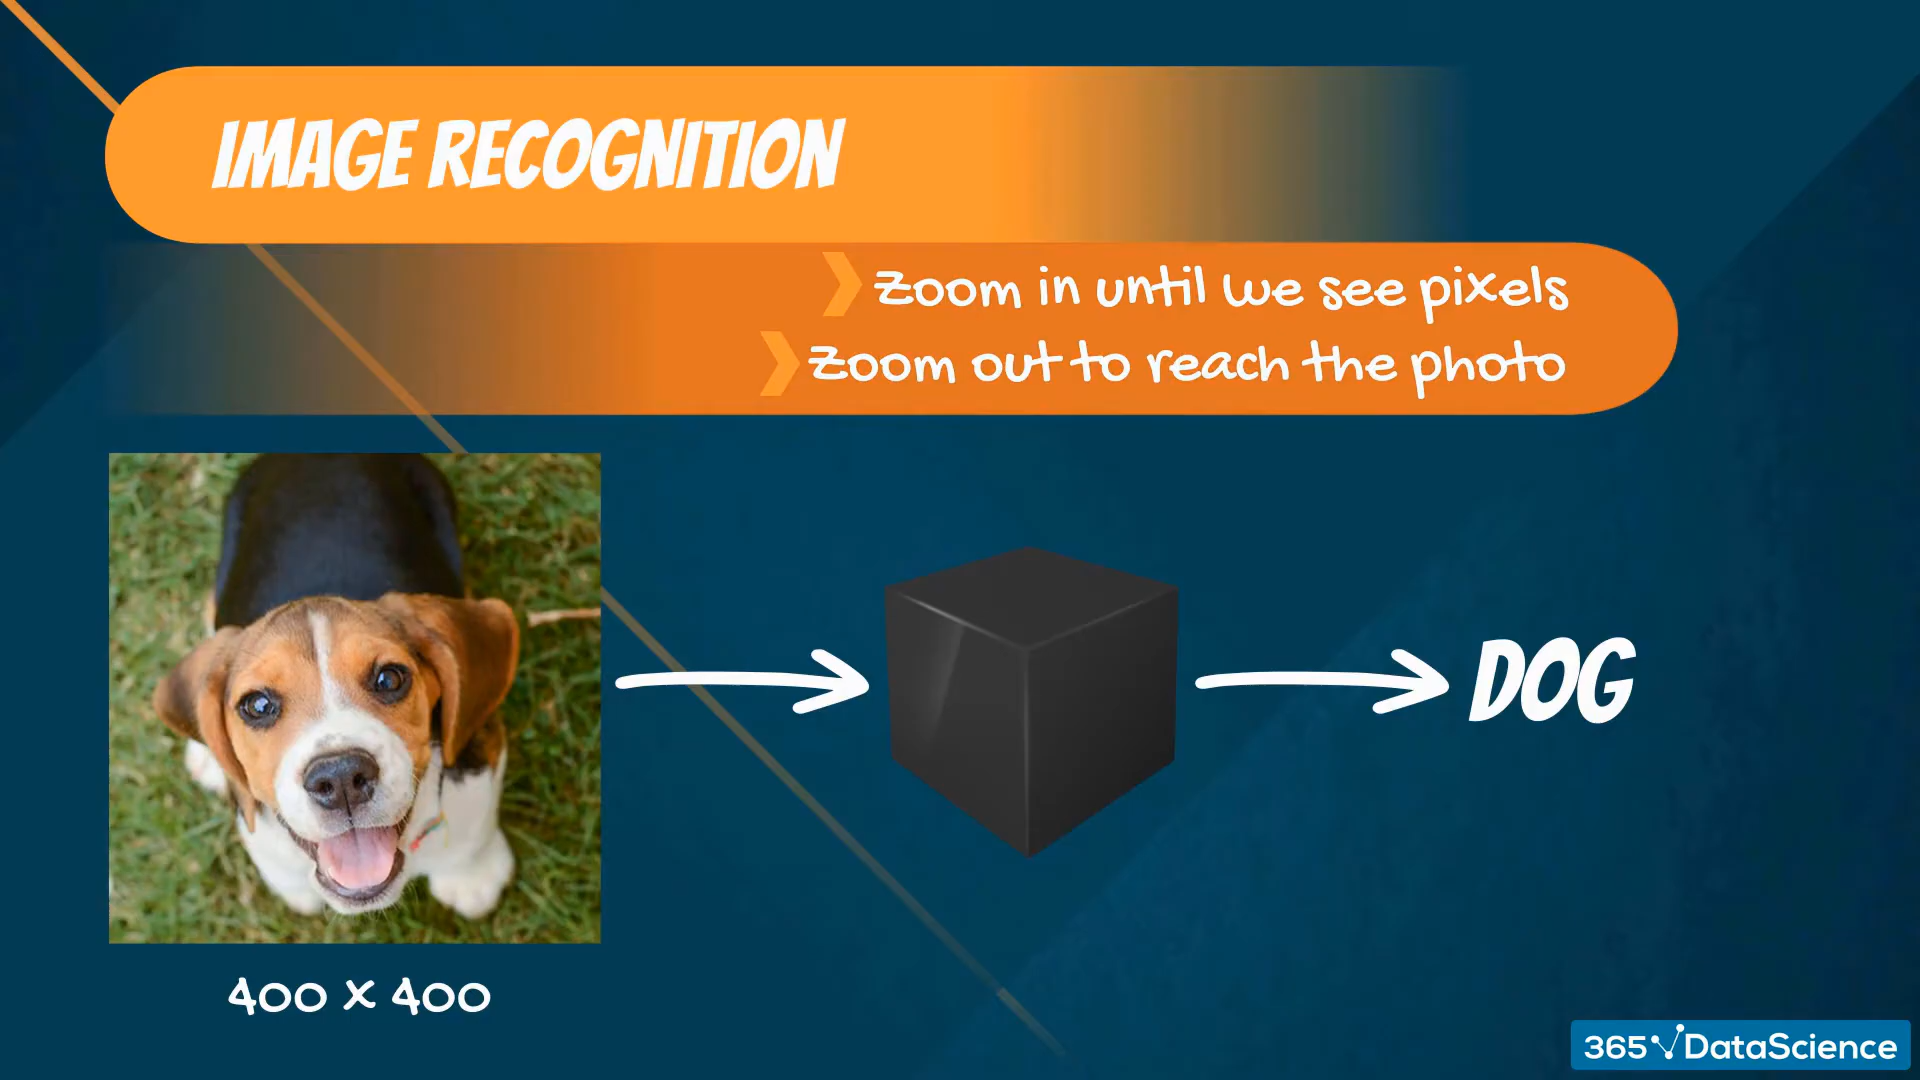 IMAGE RECOGNITION
Zoom in until we see pixels
Zoom out to reach the photo
DOG
400 x 400
365 DataScience